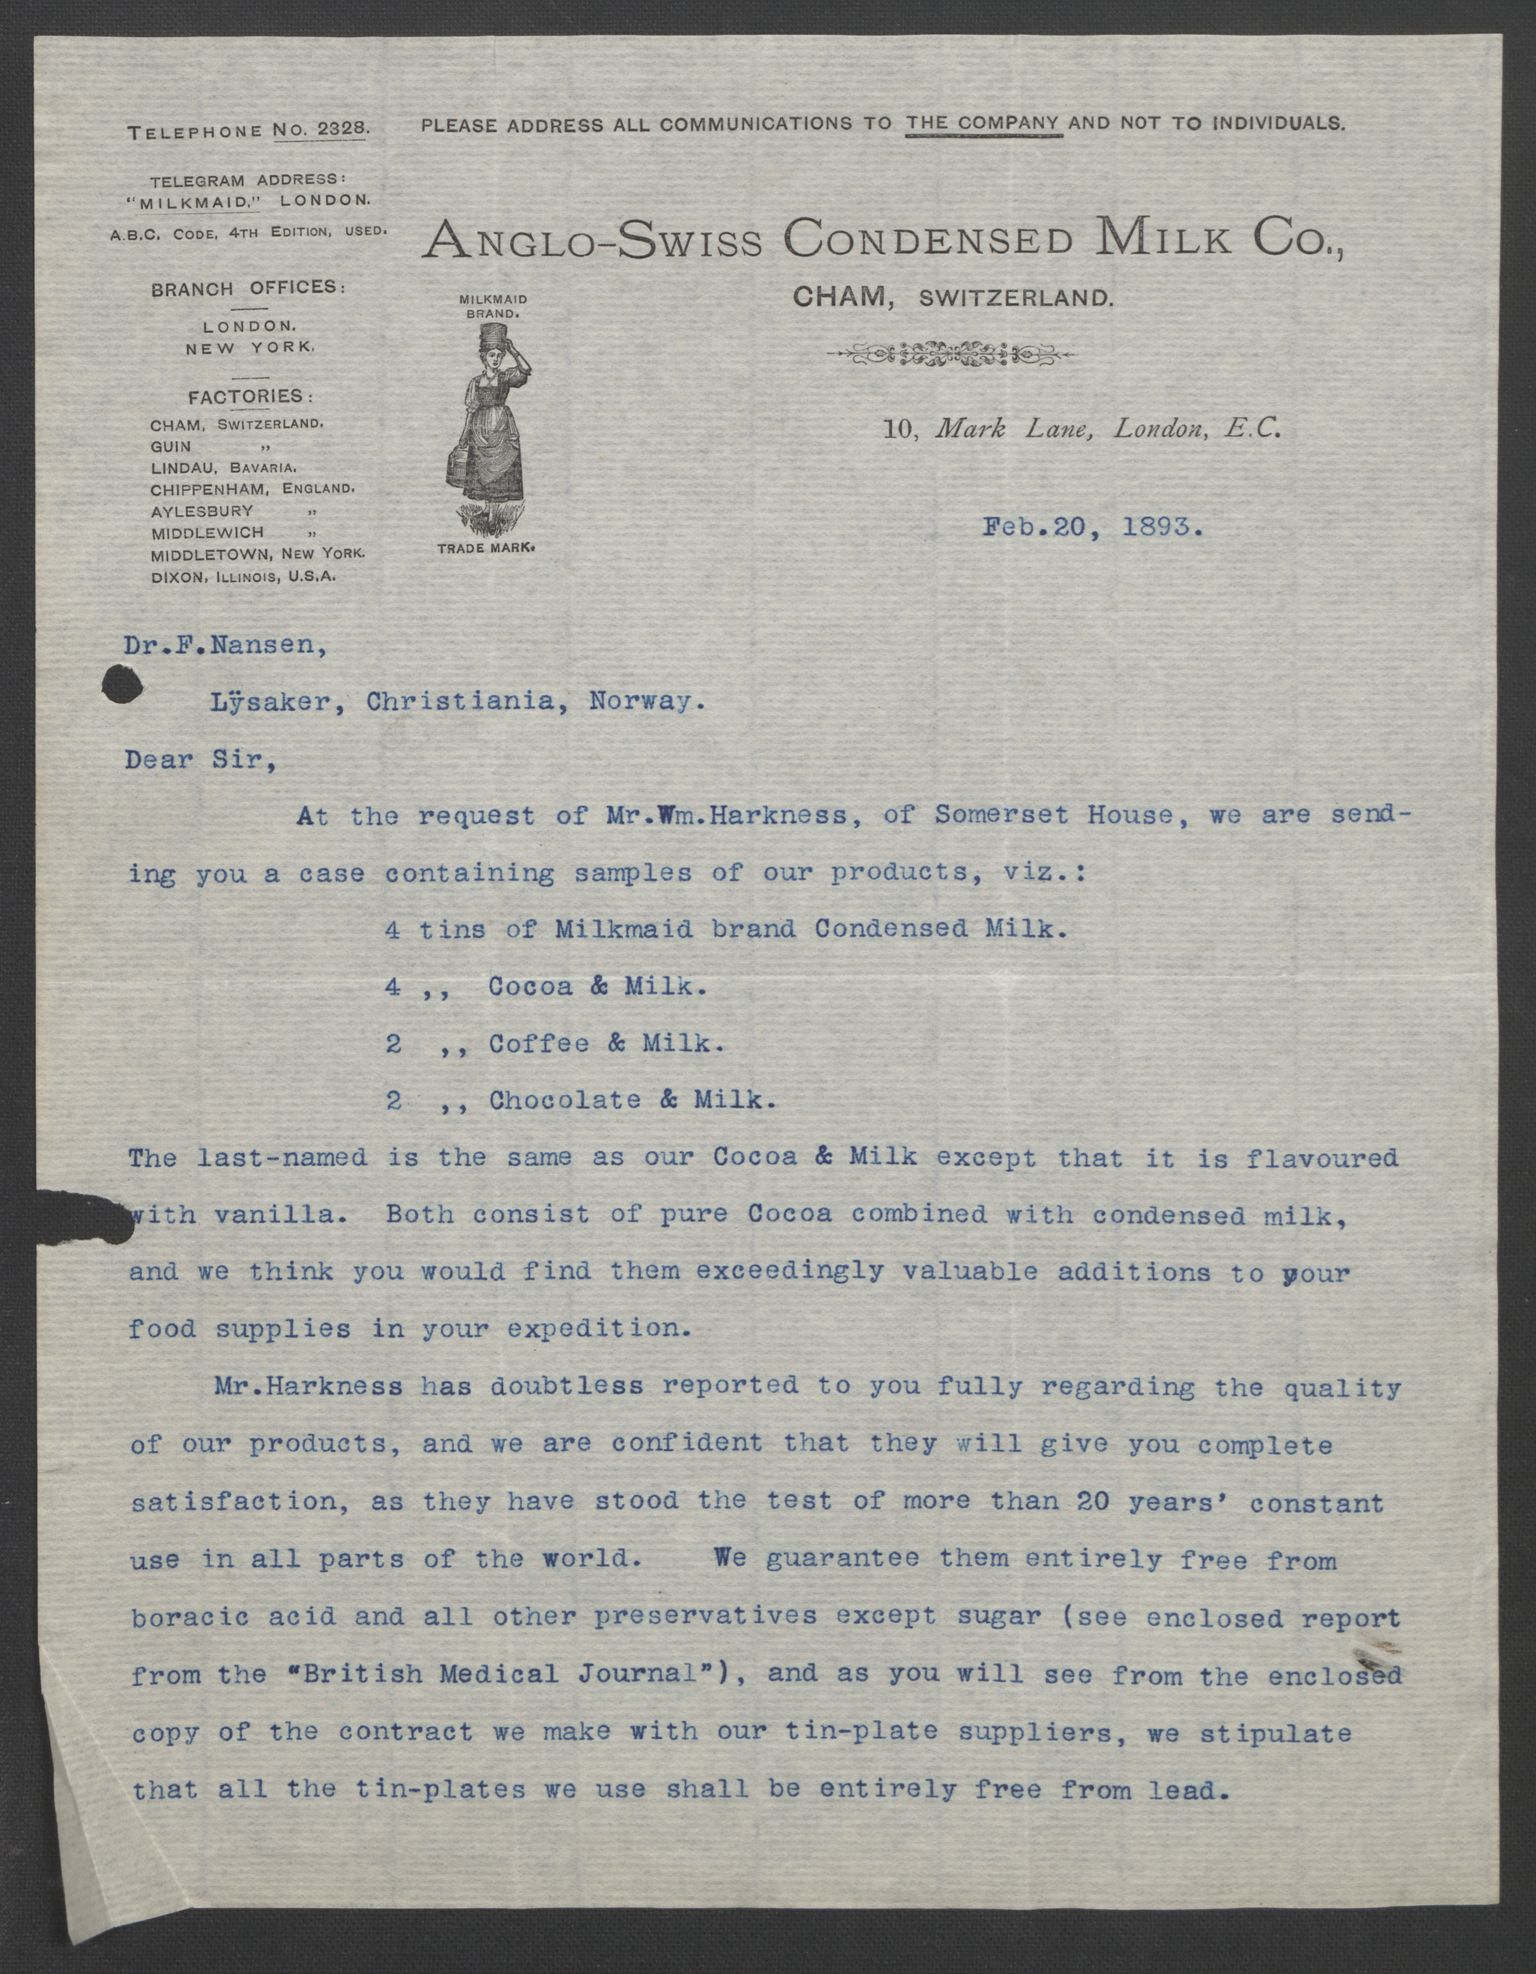 TELEPHONE NO. 2328.
PLEASE ADDRESS ALL COMMUNICATIONS TO THE COMPANY AND NOT TO INDIVIDUALS.
TELEGRAM ADDRESS:
"MILKMAID," LONDON.
A.B.C. CODE, 4TH EDITION, USED.
ANGLO-SWISS CONDENSED MILK CO.,
CHAM, SWITZERLAND.
BRANCH OFFICES:
LONDON.
NEW YORK.
FACTORIES:
CHAM, SWITZERLAND.
GUIN „
LINDAU, BAVARIA.
CHIPPENHAM, ENGLAND.
AYLESBURY „
MIDDLEWICH „
MIDDLETOWN, NEW YORK.
DIXON, ILLINOIS, U.S.A.
MILKMAID
BRAND.
TRADE MARK.
10, Mark Lane, London, E.C.
Feb.20, 1893.
Dr.F.Nansen,
Lÿsaker, Christiania, Norway.
Dear Sir,
At the request of Mr.Wm.Harkness, of Somerset House, we are send-
ing you a case containing samples of our products, viz.:
4 tins of Milkmaid brand Condensed Milk.
4 ,, Cocoa & Milk.
2 ,, Coffee & Milk.
2 ,, Chocolate & Milk.
The last-named is the same as our Cocoa & Milk except that it is flavoured
with vanilla. Both consist of pure Cocoa combined with condensed milk,
and we think you would find them exceedingly valuable additions to your
food supplies in your expedition.
Mr.Harkness has doubtless reported to you fully regarding the quality
of our products, and we are confident that they will give you complete
satisfaction, as they have stood the test of more than 20 years' constant
use in all parts of the world. We guarantee them entirely free from
boracic acid and all other preservatives except sugar (see enclosed report
from the "British Medical Journal"), and as you will see from the enclosed
copy of the contract we make with our tin-plate suppliers, we stipulate
that all the tin-plates we use shall be entirely free from lead.